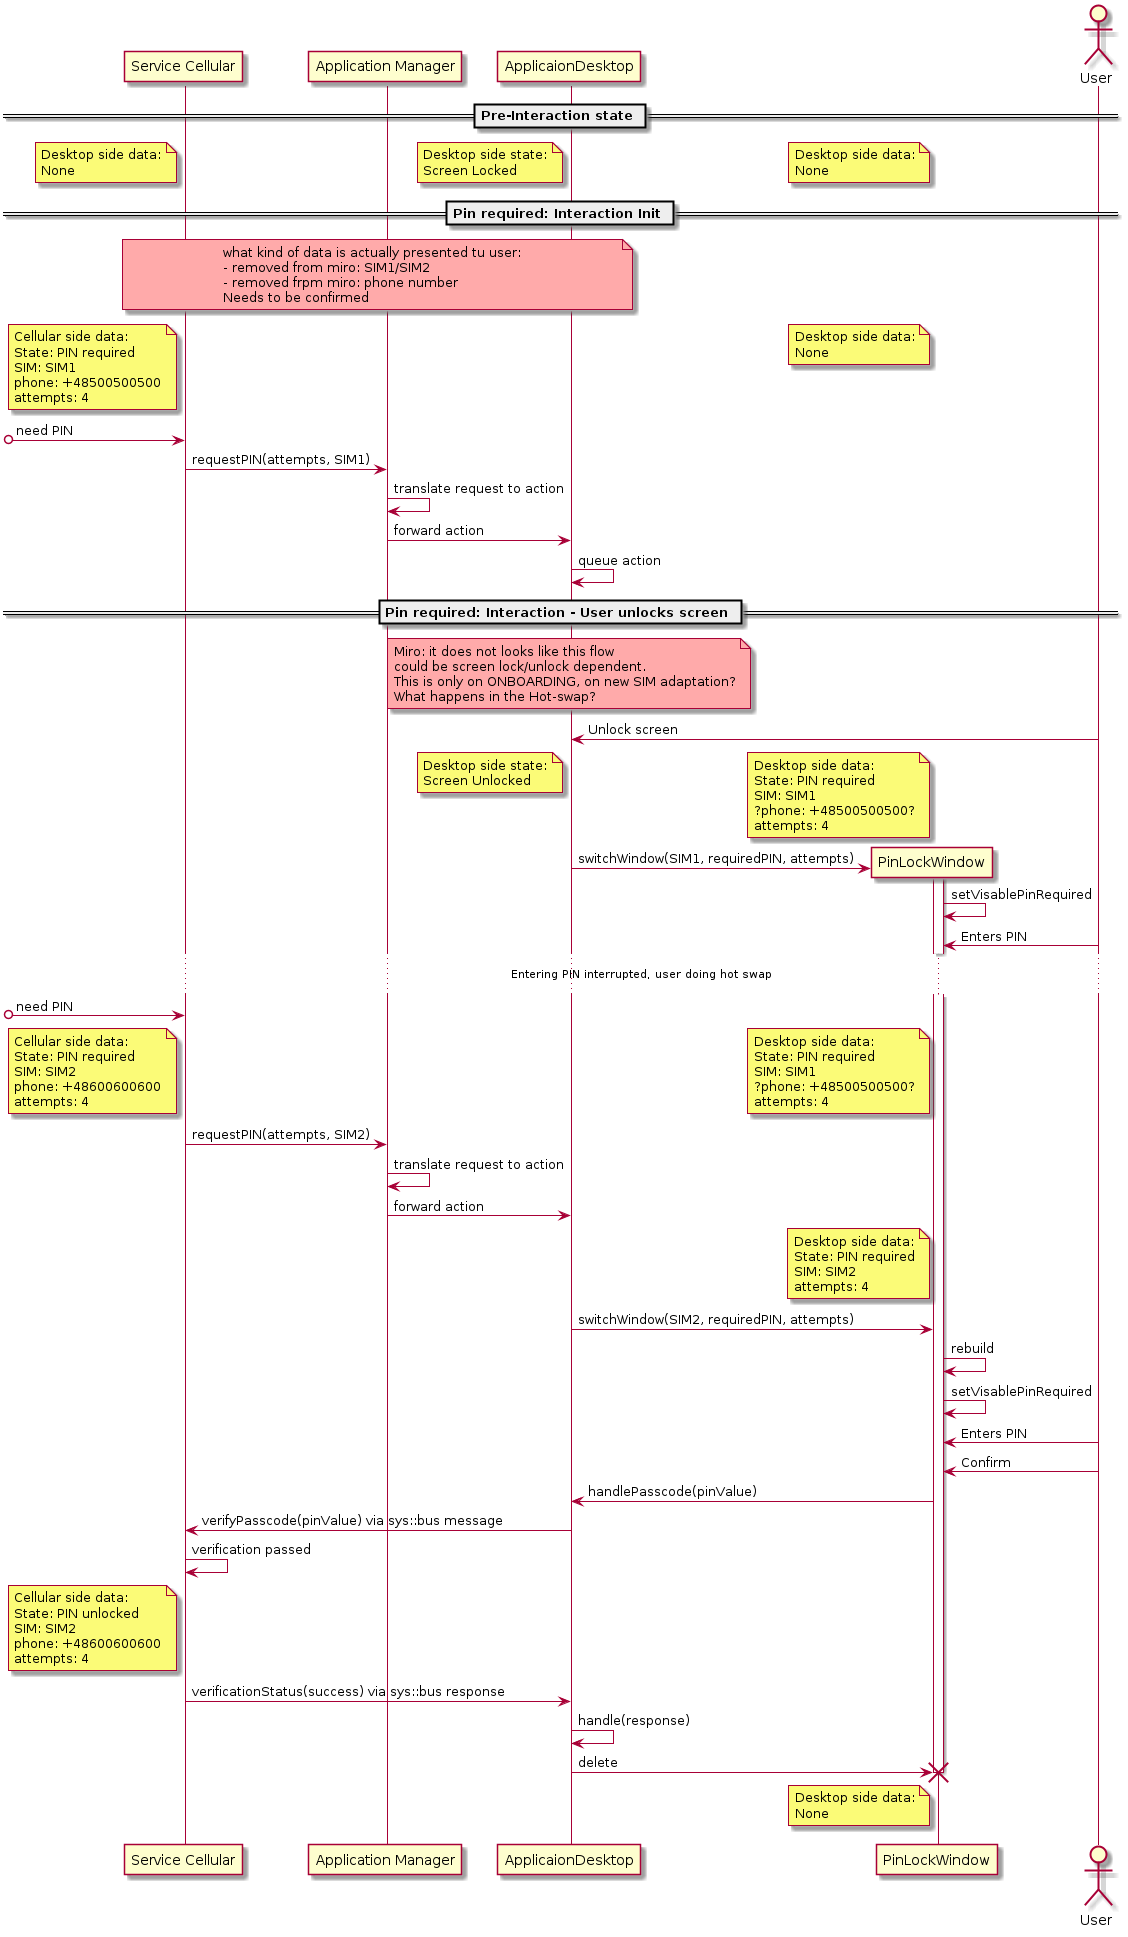 User
Service Cellular
Application Manager
ApplicaionDesktop
Pre-Interaction state
Desktop side data:
None
Desktop side state:
Screen Locked
Desktop side data:
None
Pin required: Interaction Init
what kind of data is actually presented tu user:
- removed from miro: SIM1/SIM2
- removed frpm miro: phone number
Needs to be confirmed
Cellular side data:
State: PIN required
SIM: SIM1
phone: +48500500500
attempts: 4
Desktop side data:
None
need PIN
requestPIN(attempts, SIM1)
translate request to action
forward action
queue action
Pin required: Interaction - User unlocks screen
Miro: it does not looks like this flow
could be screen lock/unlock dependent.
This is only on ONBOARDING, on new SIM adaptation?
What happens in the Hot-swap?
Unlock screen
Desktop side state:
Screen Unlocked
Desktop side data:
State: PIN required
SIM: SIM1
?phone: +48500500500?
attempts: 4
switchWindow(SIM1, requiredPIN, attempts)
PinLockWindow
setVisablePinRequired
Enters PIN
Entering PIN interrupted, user doing hot swap
need PIN
Cellular side data:
State: PIN required
SIM: SIM2
phone: +48600600600
attempts: 4
Desktop side data:
State: PIN required
SIM: SIM1
?phone: +48500500500?
attempts: 4
requestPIN(attempts, SIM2)
translate request to action
forward action
Desktop side data:
State: PIN required
SIM: SIM2
attempts: 4
switchWindow(SIM2, requiredPIN, attempts)
rebuild
setVisablePinRequired
Enters PIN
Confirm
handlePasscode(pinValue)
verifyPasscode(pinValue) via sys::bus message
verification passed
Cellular side data:
State: PIN unlocked
SIM: SIM2
phone: +48600600600
attempts: 4
verificationStatus(success) via sys::bus response
handle(response)
delete
Desktop side data:
None
Service Cellular
Application Manager
ApplicaionDesktop
PinLockWindow
User